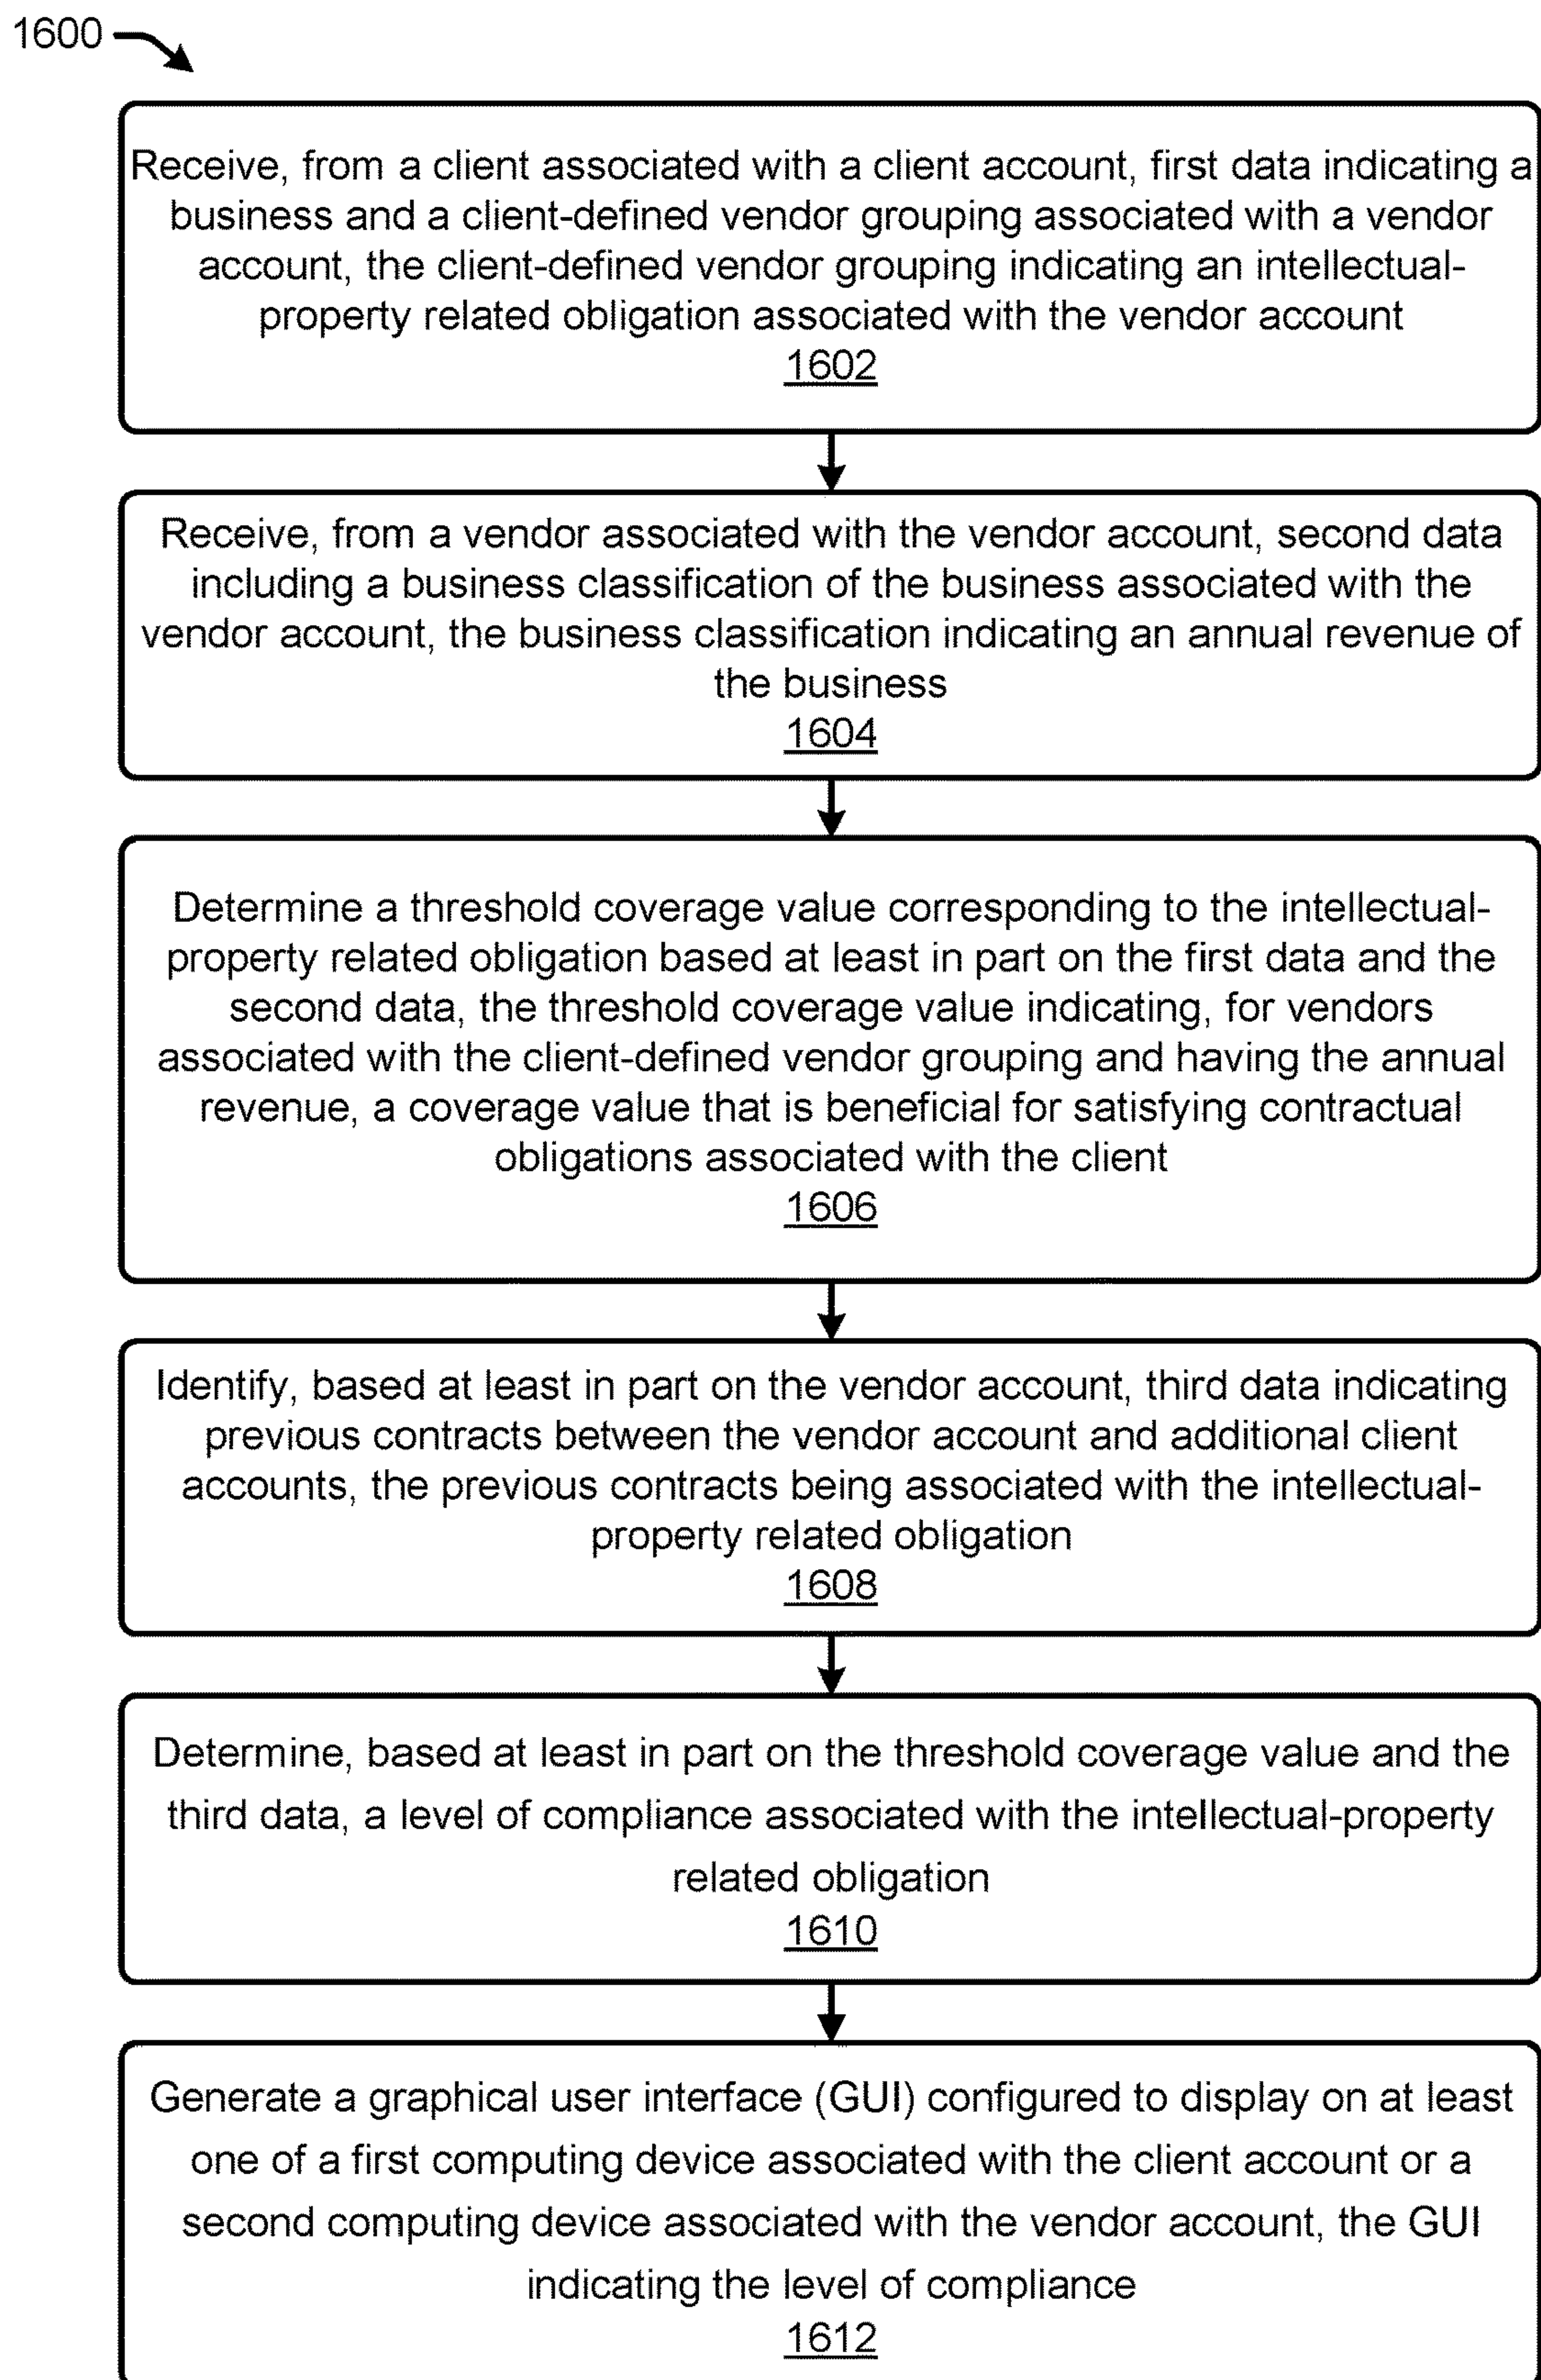 1600
Receive, from a client associated with a client account, first data indicating a
business and a client-defined vendor grouping associated with a vendor
account, the client-defined vendor grouping indicating an intellectual-
property related obligation associated with the vendor account
1602
Receive, from a vendor associated with the vendor account, second data
including a business classification of the business associated with the
vendor account, the business classification indicating an annual revenue of
the business
1604
Determine a threshold coverage value corresponding to the intellectual-
property related obligation based at least in part on the first data and the
second data, the threshold coverage value indicating, for vendors
associated with the client-defined vendor grouping and having the annual
revenue, a coverage value that is beneficial for satisfying contractual
obligations associated with the client
1606
Identify, based at least in part on the vendor account, third data indicating
previous contracts between the vendor account and additional client
accounts, the previous contracts being associated with the intellectual-
property related obligation
1608
Determine, based at least in part on the threshold coverage value and the
third data, a level of compliance associated with the intellectual-property
related obligation
1610
Generate a graphical user interface (GUI) configured to display on at least
one of a first computing device associated with the client account or a
second computing device associated with the vendor account, the GUI
indicating the level of compliance
1612